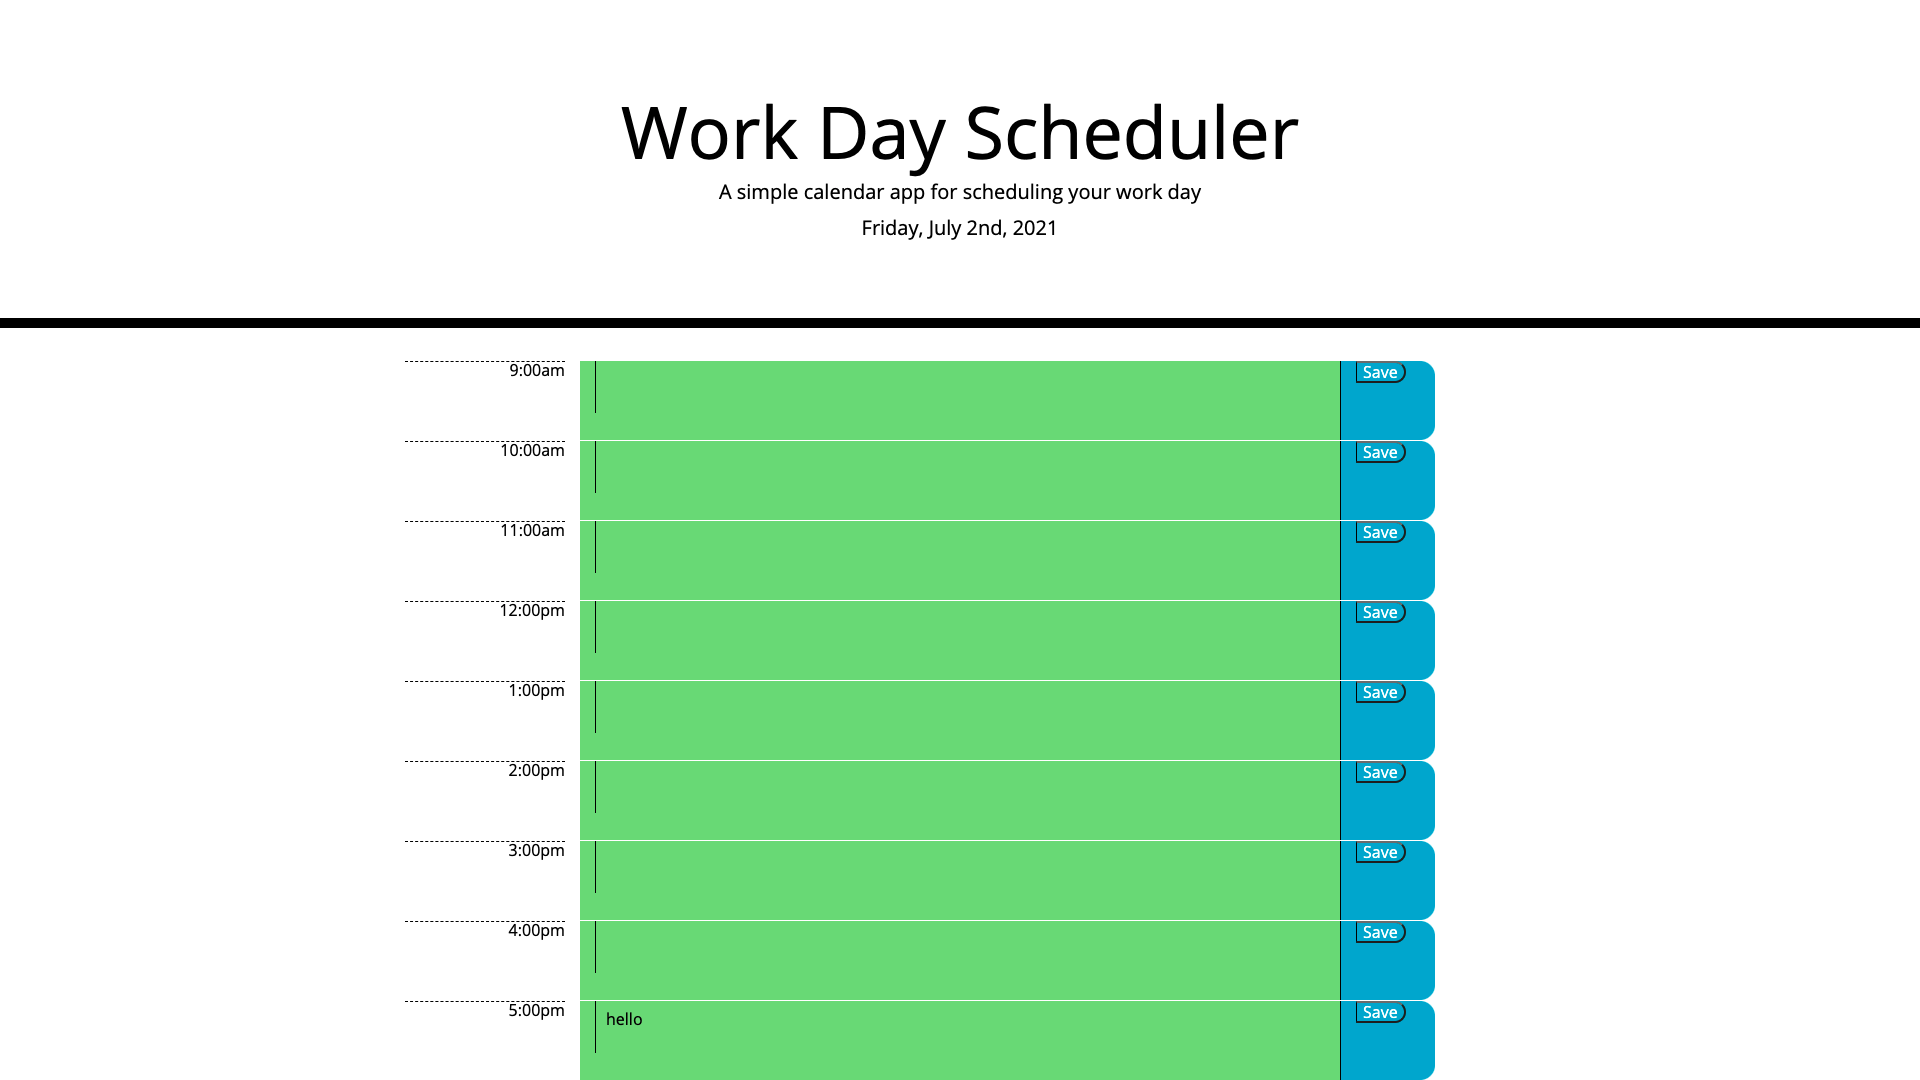 Work Day Scheduler
A simple calendar app for scheduling your work day
Friday, July 2nd, 2021
9:00am Save
10:00am Save
11:00am Save
12:00pm Save
1:00pm Save
2:00pm Save
3:00pm Save
4:00pm Save
5:00pm hello Save